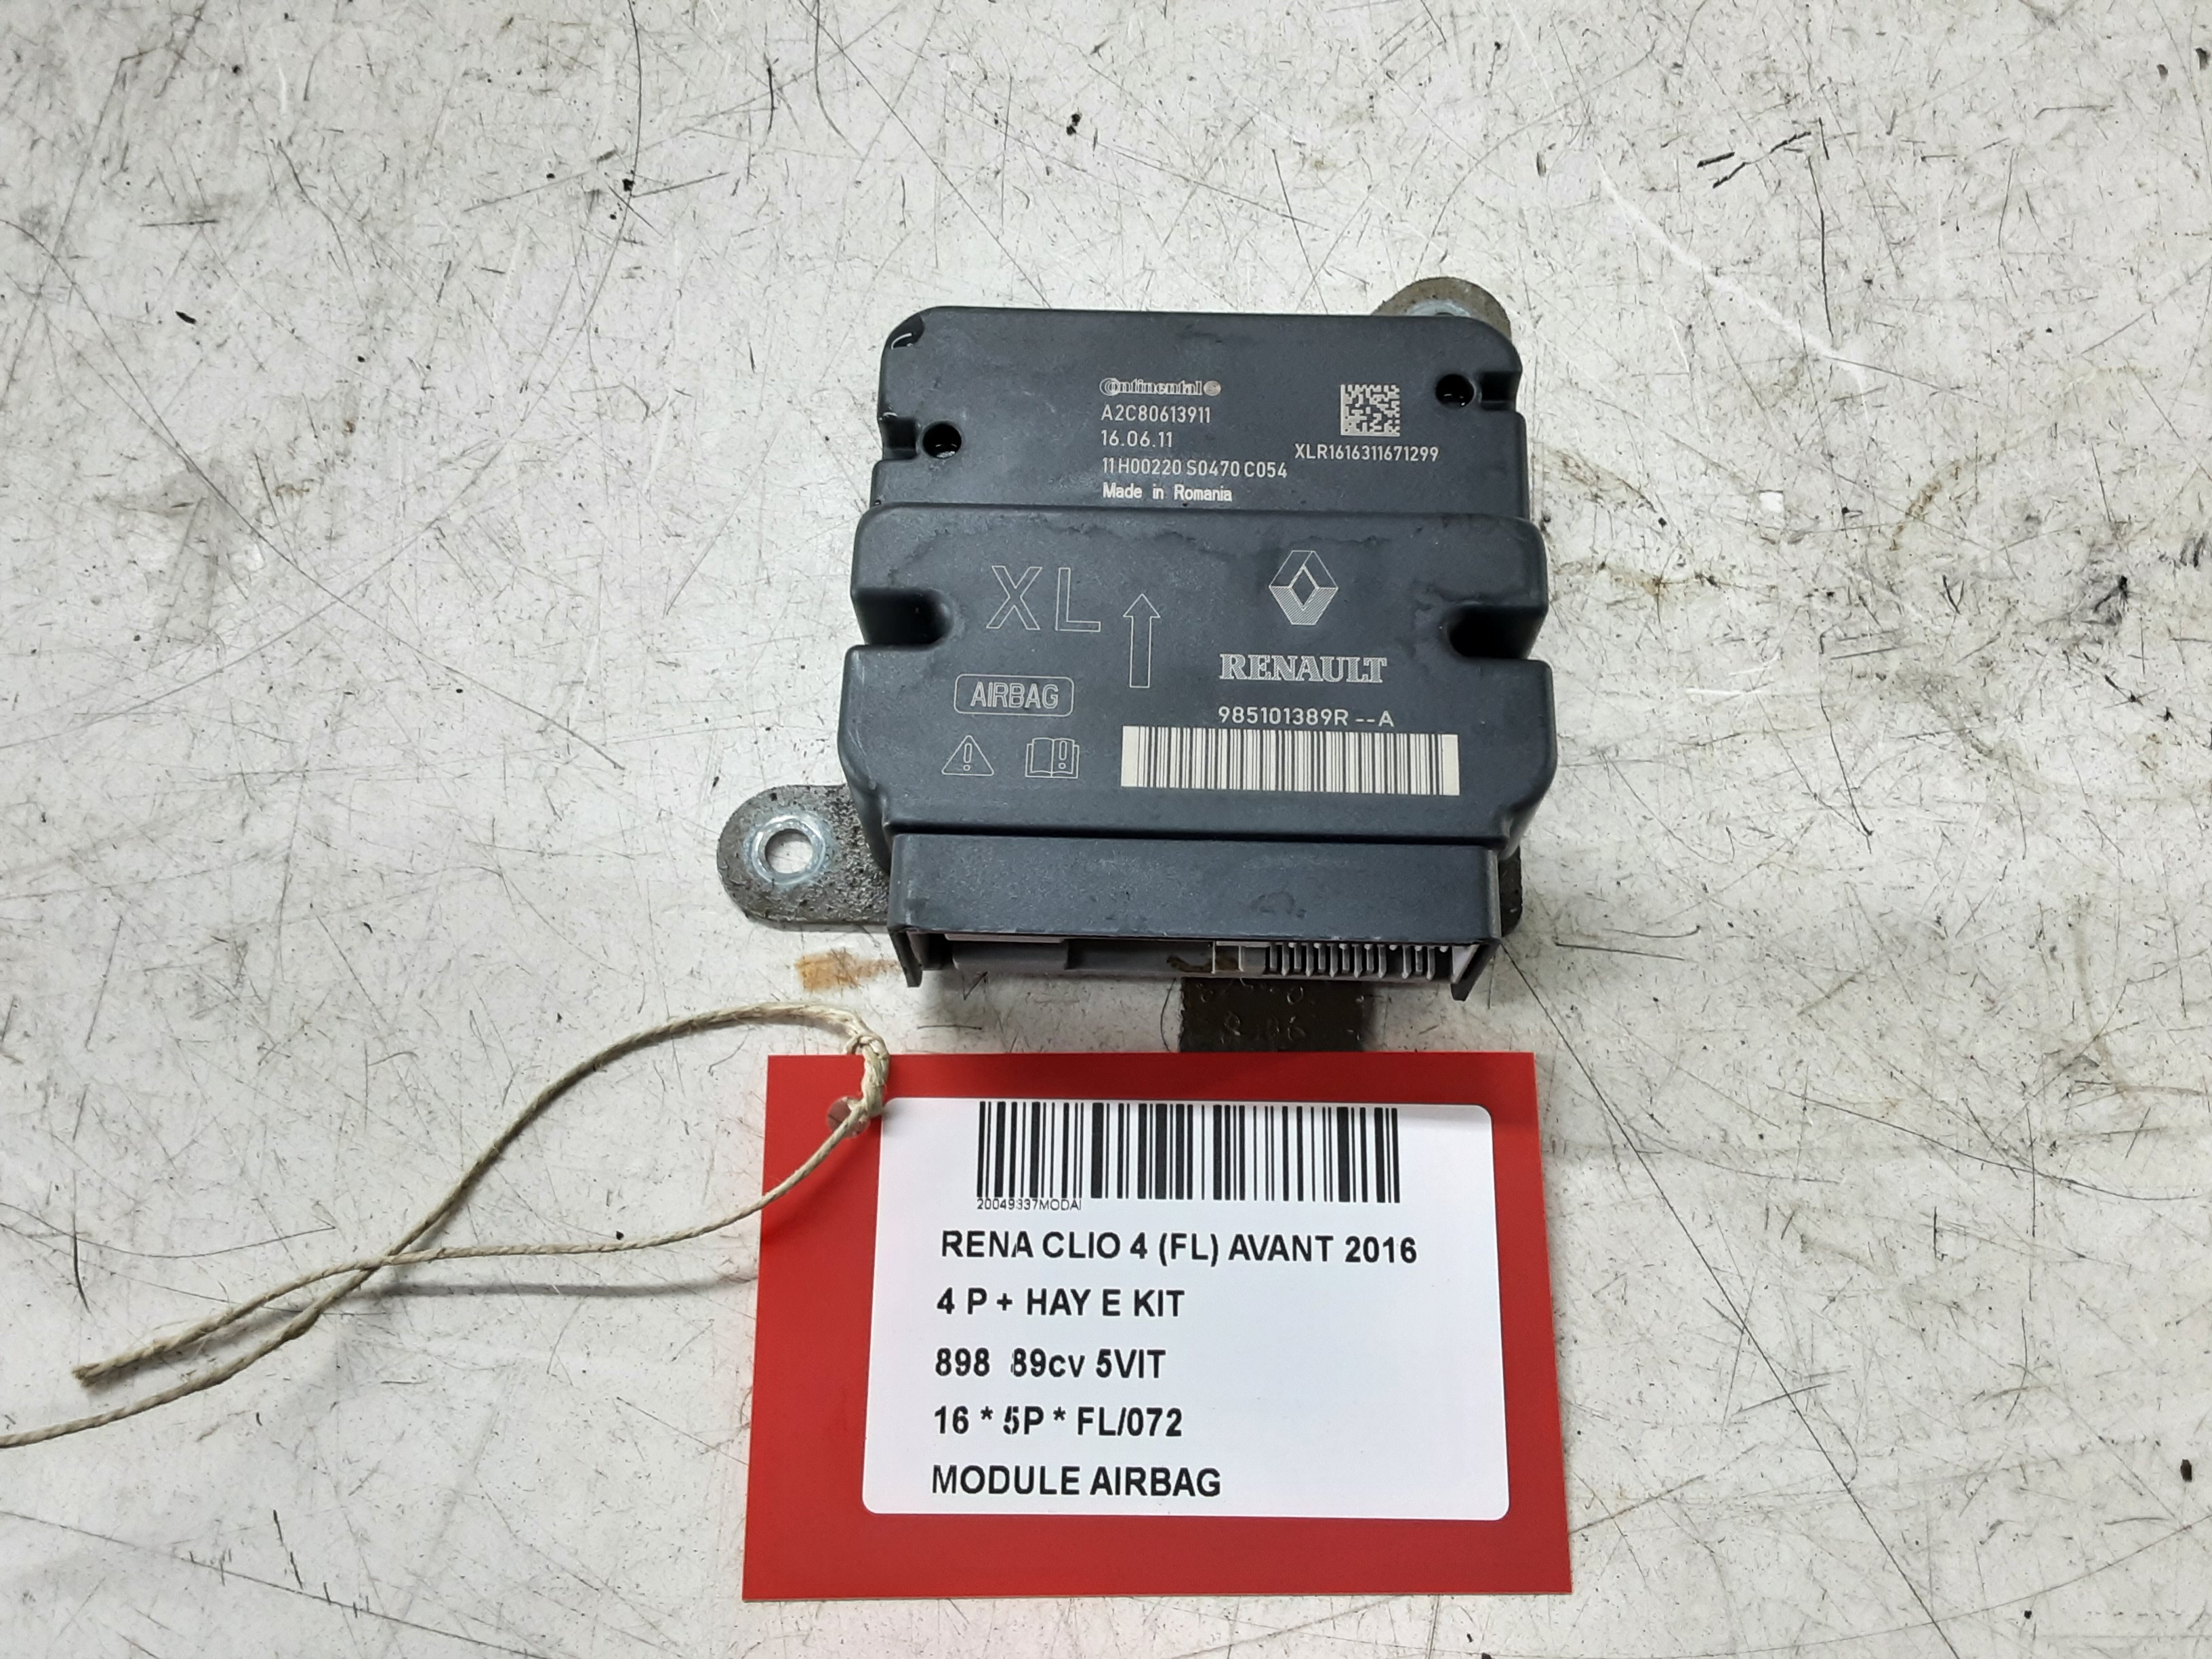 Continental
A2C80613911
16.06.11
11H00220 S0470 C054
Made in Romania
XLR1616311671299
XL
RENAULT
AIRBAG
985101389R --A
20049337MODAI
RENA CLIO 4 (FL) AVANT 2016
4 P + HAY E KIT
898 89cv 5VIT
16 * 5P * FL/072
MODULE AIRBAG